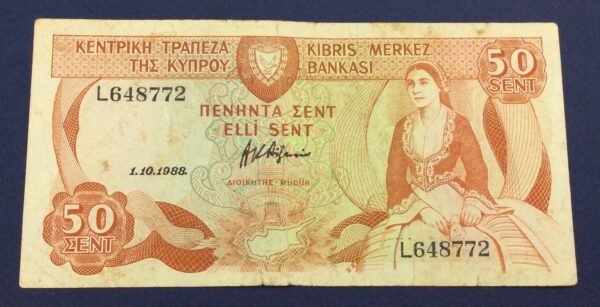 ΚΕΝΤΡΙΚΗ ΤΡΑΠΕΖΑ
ΤΗΣ ΚΥΠΡΟΥ
KIBRIS MERKEZ
BANKASI
50
SENT
L648772
ΠΕΝΗΝΤΑ ΣΕΝΤ
ELLİ SENT
1.10.1988.
ΔΙΟΙΚΗΤΗΣ - MÜDÜR
50
ΣΕΝΤ
L648772